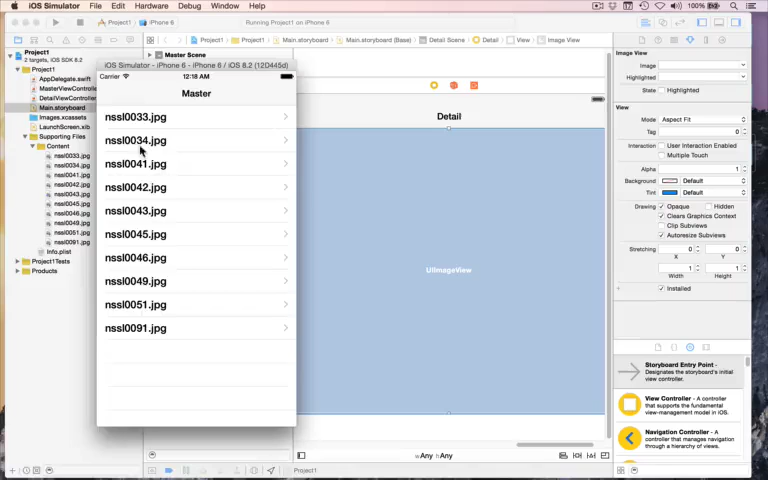 iOS Simulator File Edit Hardware Debug Window Help 100%
Project1 iPhone 6 Running Project1 on iPhone 6
Project1 Project1 Main.storyboard Main.storyboard (Base) Detail Scene Detail View Image View
Project1
2 targets, iOS SDK 8.2
Project1
AppDelegate.swift
MasterViewControlle
DetailViewControlle
Main.storyboard
Images.xcassets
LaunchScreen.xib
Supporting Files
Content
nssl0033.jpg
nssl0034.jpg
nssl0041.jpg
nssl0042.jpg
nssl0043.jpg
nssl0045.jpg
nssl0046.jpg
nssl0049.jpg
nssl0051.jpg
nssl0091.jpg
Info.plist
Project1Tests
Products
Master Scene
iOS Simulator - iPhone 6 - iPhone 6 / iOS 8.2 (12D445d)
Carrier 12:18 AM
Master
nssl0033.jpg
nssl0034.jpg
nssl0041.jpg
nssl0042.jpg
nssl0043.jpg
nssl0045.jpg
nssl0046.jpg
nssl0049.jpg
nssl0051.jpg
nssl0091.jpg
Detail
UIImageView
wAny hAny
Project1
Image View
Image
Highlighted
State Highlighted
View
Mode Aspect Fit
Tag 0
Interaction User Interaction Enabled
Multiple Touch
Alpha 1
Background Default
Tint Default
Drawing Opaque Hidden
Clears Graphics Context
Clip Subviews
Autoresize Subviews
Stretching 0 0
X Y
1 1
Width Height
+ Installed
Storyboard Entry Point -
Designates the storyboard's initial
view controller.
View Controller - A controller
that supports the fundamental
view-management model in iOS.
Navigation Controller - A
controller that manages navigation
through a hierarchy of views.